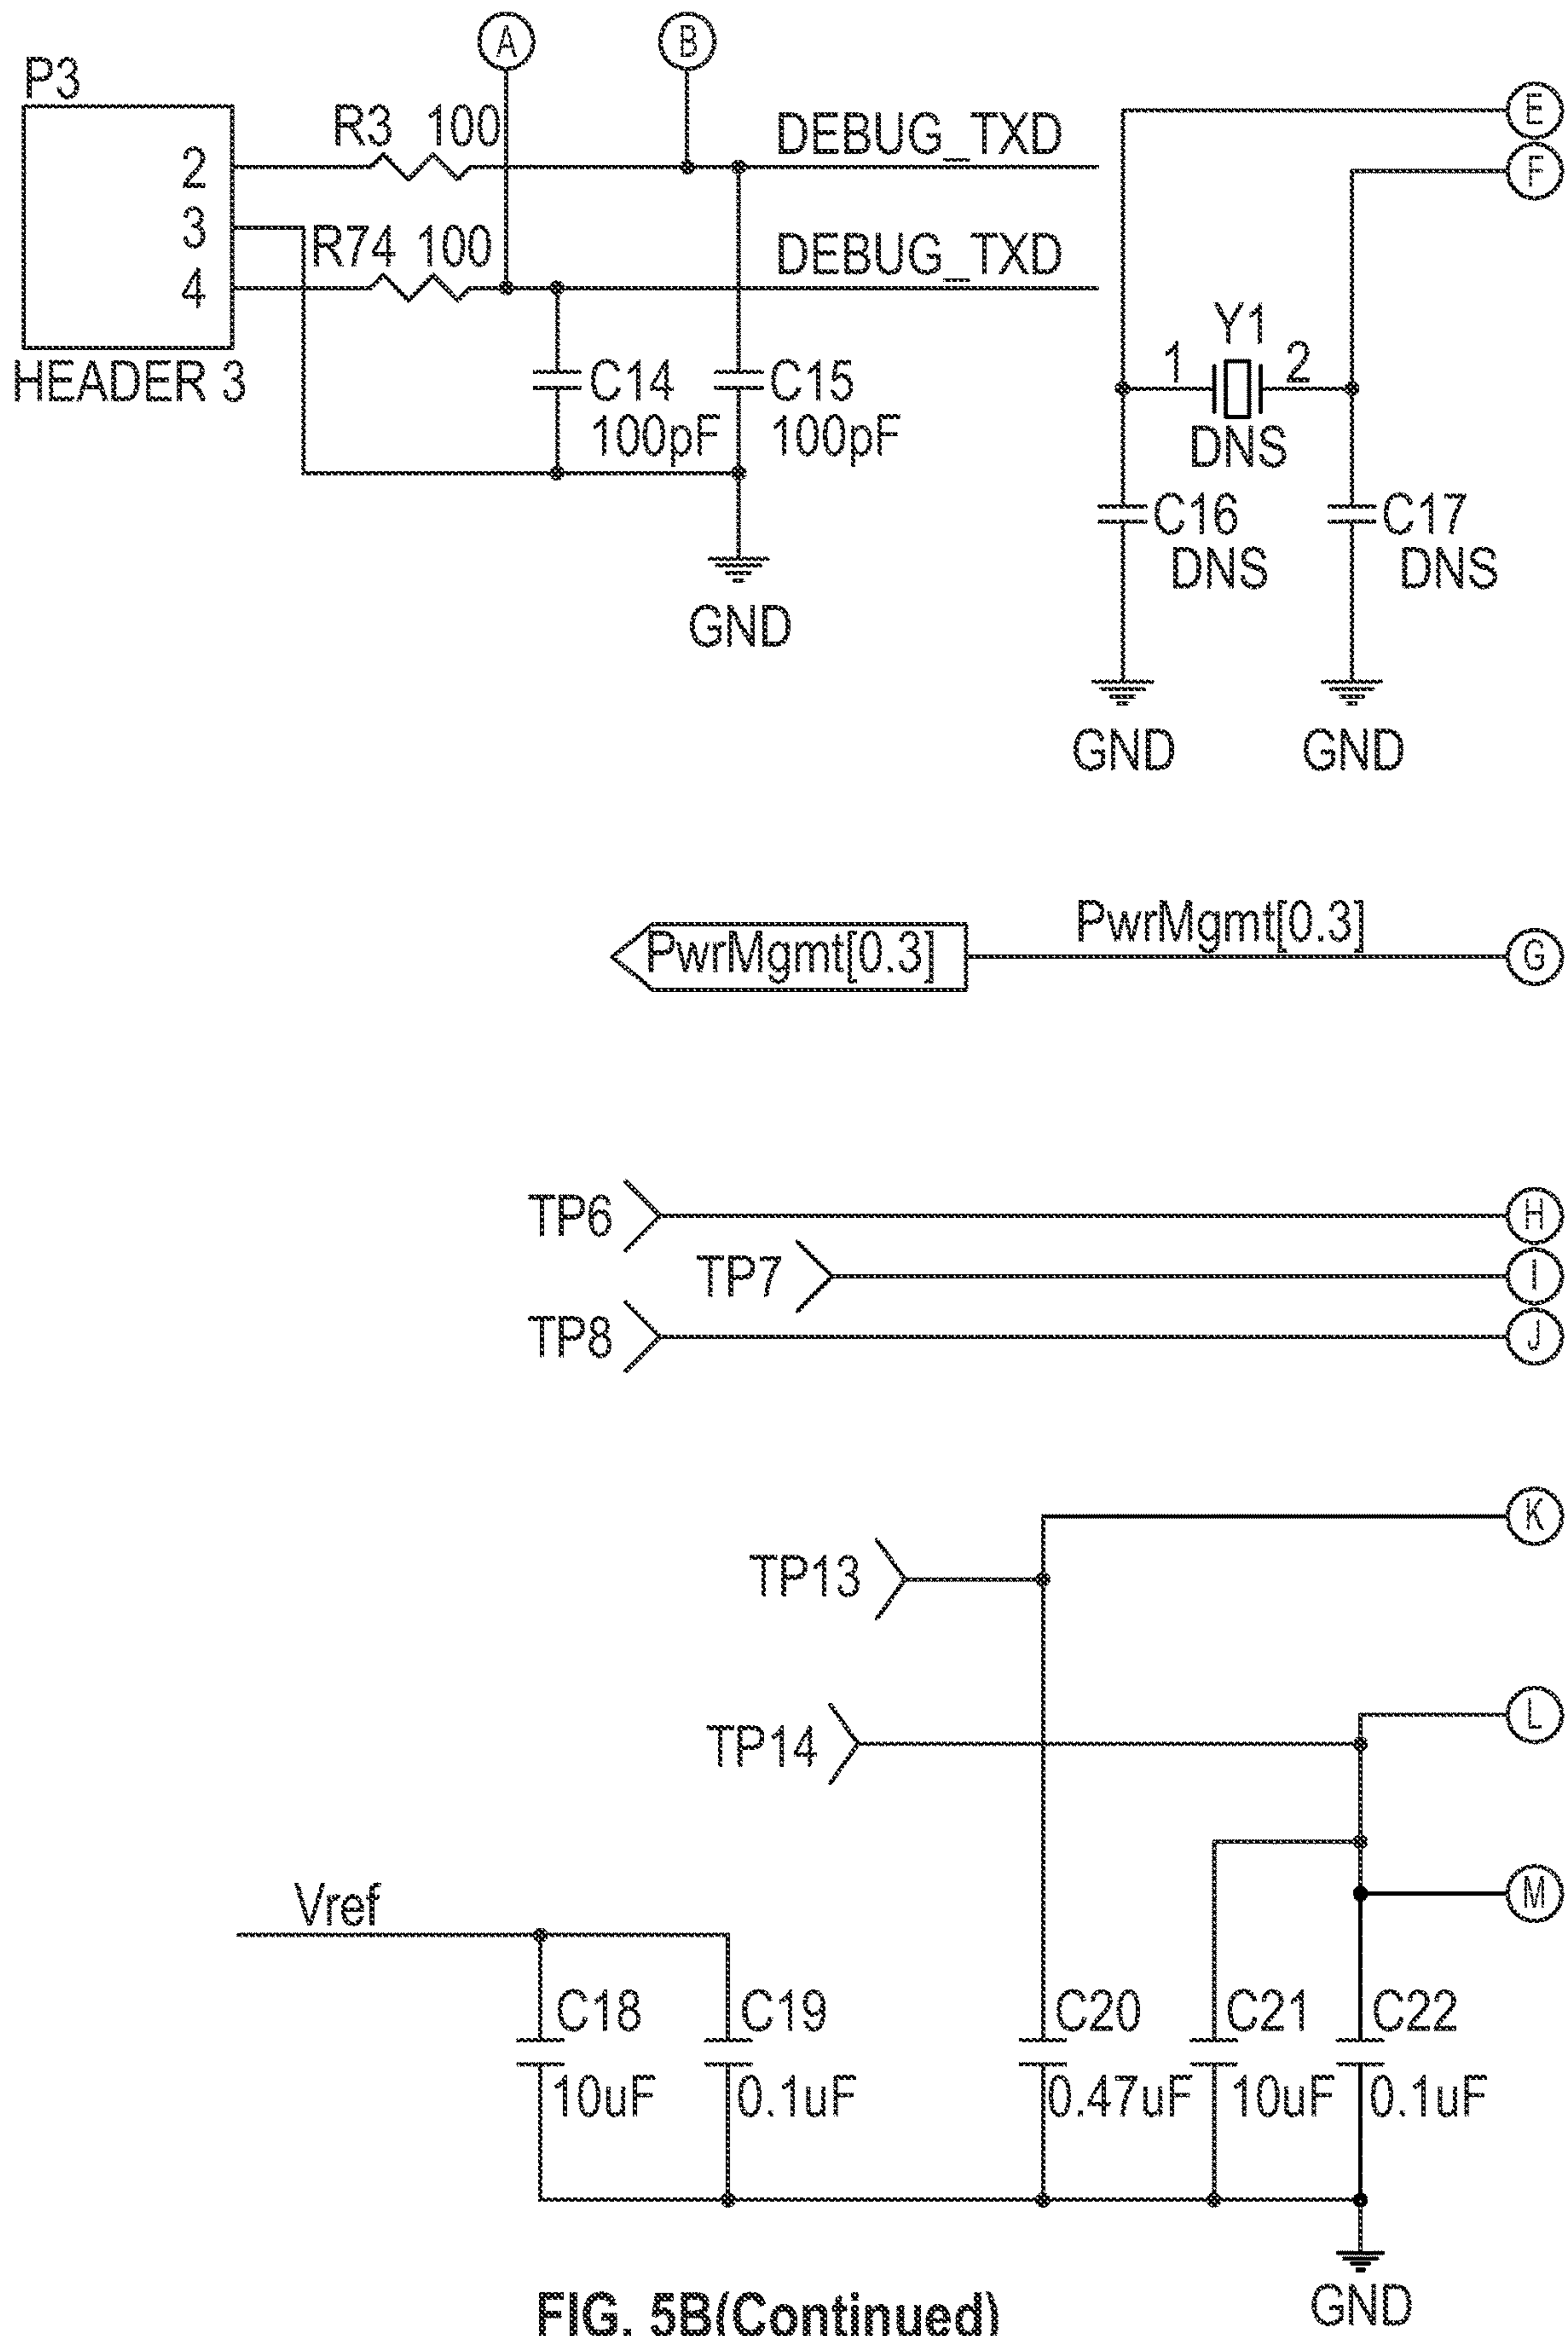 A
B
P3
E
R3 100
DEBUG_TXD
2
F
3
R74 100
DEBUG_TXD
4
Y1
1
2
HEADER 3
C14
C15
100pF
100pF
DNS
C16
C17
DNS
DNS
GND
GND
GND
PwrMgmt[0.3]
PwrMgmt[0.3]
G
TP6
H
TP7
I
TP8
J
K
TP13
L
TP14
M
Vref
C18
C19
C20
C21
C22
10uF
0.1uF
0.47uF
10uF
0.1uF
GND
FIG. 5B(Continued)